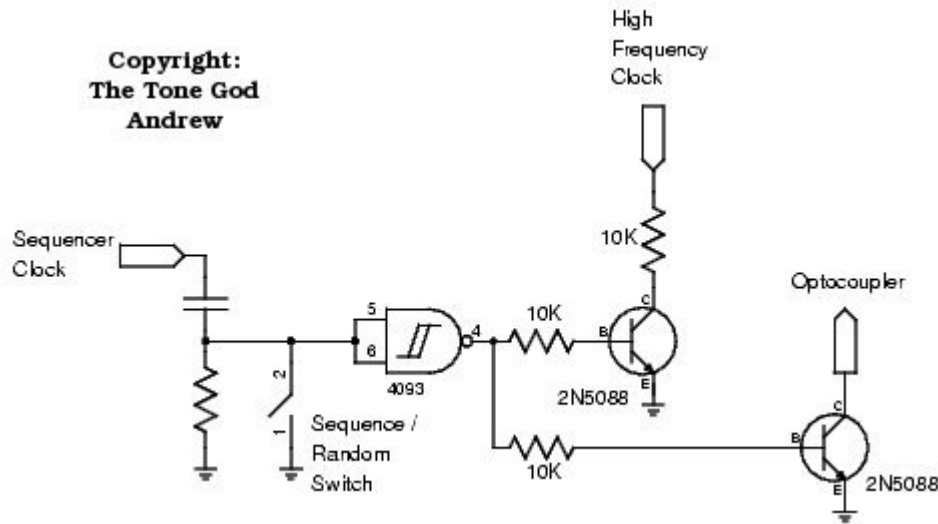 High
Frequency
Clock
Copyright:
The Tone God
Andrew
10K
Sequencer
Clock
Optocoupler
C
5
10K
4
B
6
2
4093
E
2N5088
C
1
Sequence /
Random
Switch
10K
B
E
2N5088